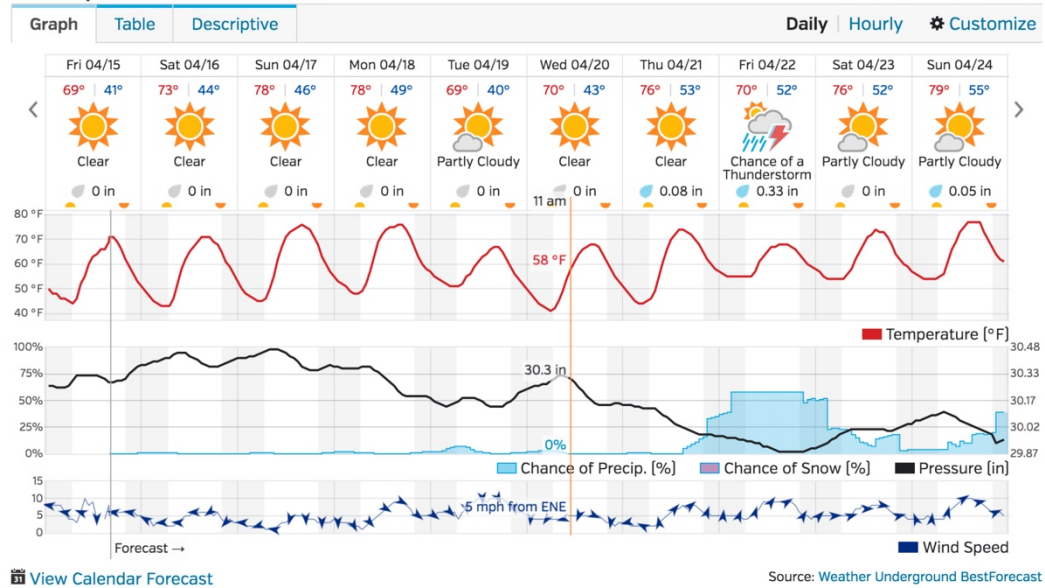 Graph Table Descriptive Daily Hourly Customize
Fri 04/15 Sat 04/16 Sun 04/17 Mon 04/18 Tue 04/19 Wed 04/20 Thu 04/21 Fri 04/22 Sat 04/23 Sun 04/24
69° 41° 73° 44° 78° 46° 78° 49° 69° 40° 70° 43° 76° 53° 70° 52° 76° 52° 79° 55°
Clear Clear Clear Clear Partly Cloudy Clear Clear Chance of a Partly Cloudy Partly Cloudy
Thunderstorm
0 in 0 in 0 in 0 in 0 in 0 in 0.08 in 0.33 in 0 in 0.05 in
11 am
80 °F
70 °F
60 °F 58 °F
50 °F
40 °F
Temperature (°F)
100% 30.48
75% 30.3 in 30.33
50% 30.17
25% 30.02
0% 0% 29.87
Chance of Precip. (%) Chance of Snow (%) Pressure (in)
15
10
5 5 mph from ENE
0
Forecast → Wind Speed
31 View Calendar Forecast Source: Weather Underground BestForecast